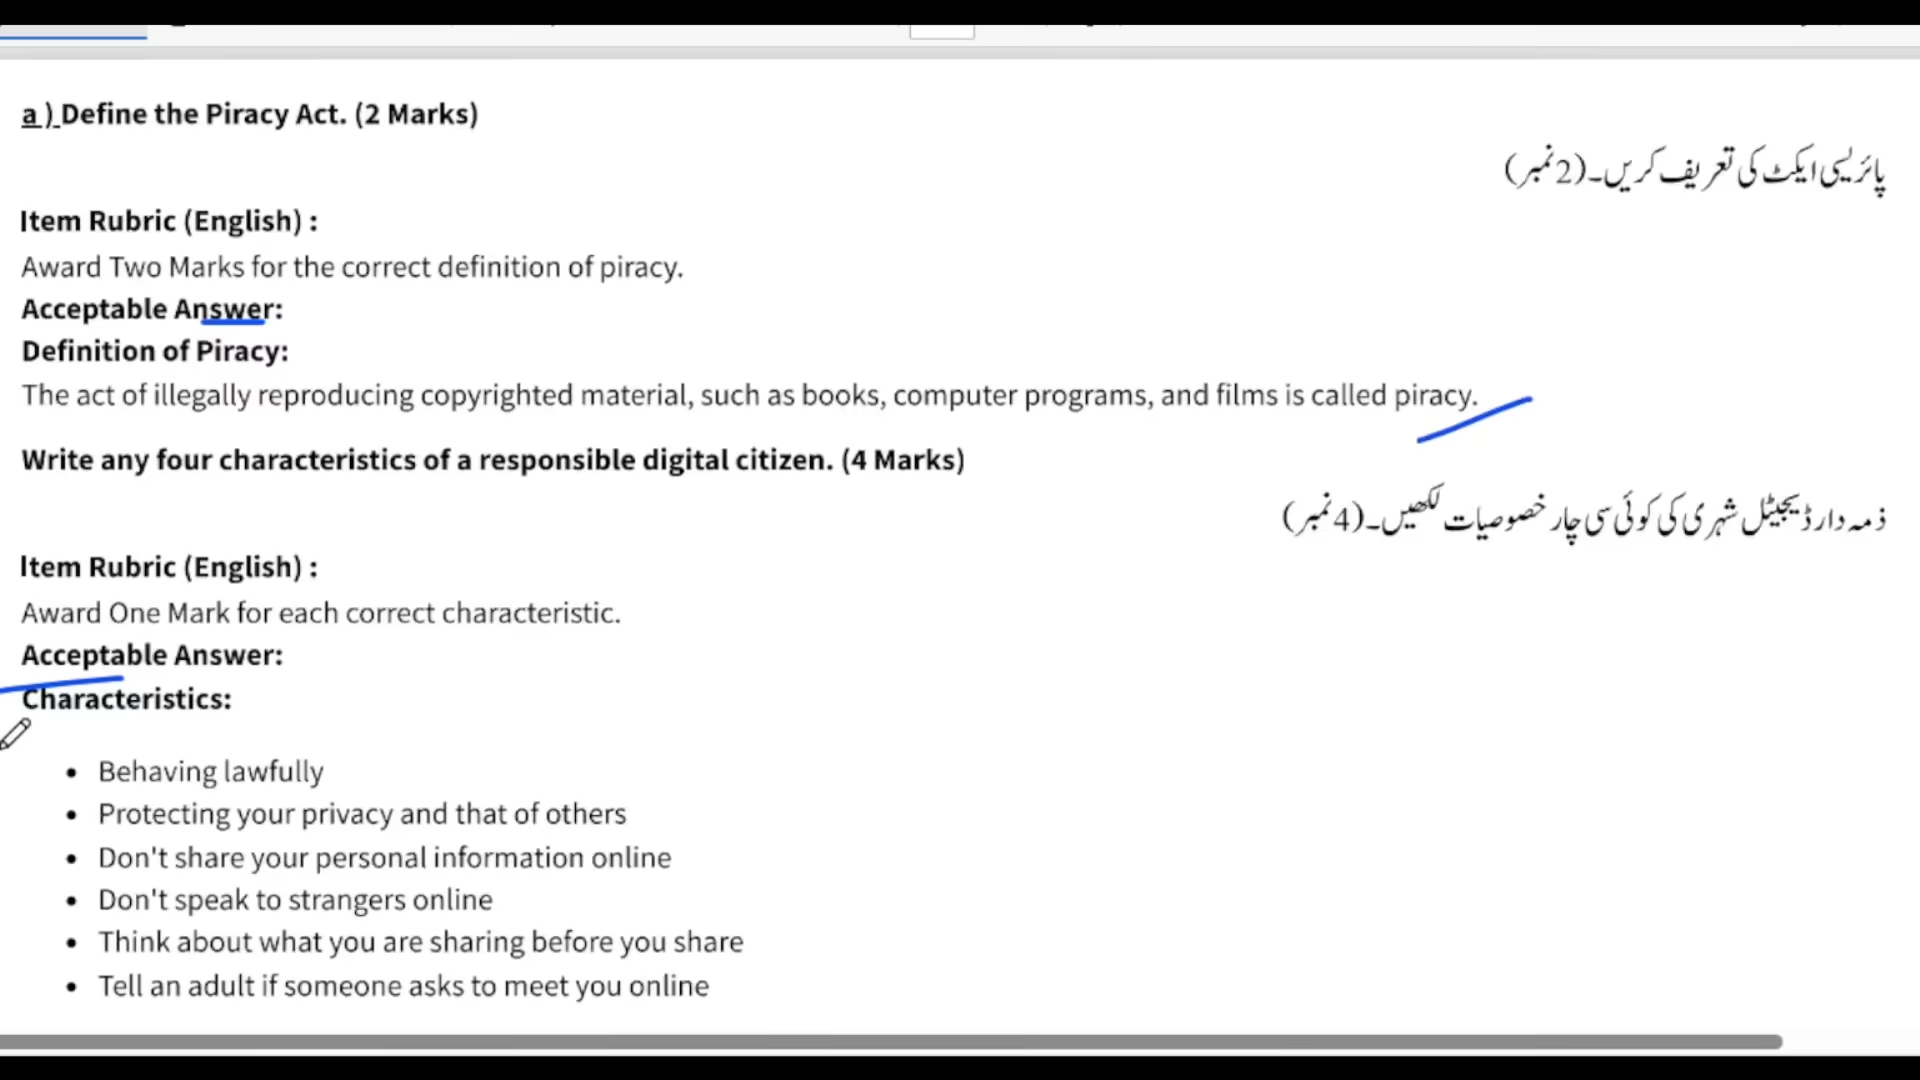 a ) Define the Piracy Act. (2 Marks)
پائریسی ایکٹ کی تعریف کریں۔(2نمبر)
Item Rubric (English) :
Award Two Marks for the correct definition of piracy.
Acceptable Answer:
Definition of Piracy:
The act of illegally reproducing copyrighted material, such as books, computer programs, and films is called piracy.
Write any four characteristics of a responsible digital citizen. (4 Marks)
ذمہ دار ڈیجیٹل شہری کی کوئی سی چار خصوصیات لکھیں۔(4نمبر)
Item Rubric (English) :
Award One Mark for each correct characteristic.
Acceptable Answer:
Characteristics:
• Behaving lawfully
• Protecting your privacy and that of others
• Don't share your personal information online
• Don't speak to strangers online
• Think about what you are sharing before you share
• Tell an adult if someone asks to meet you online